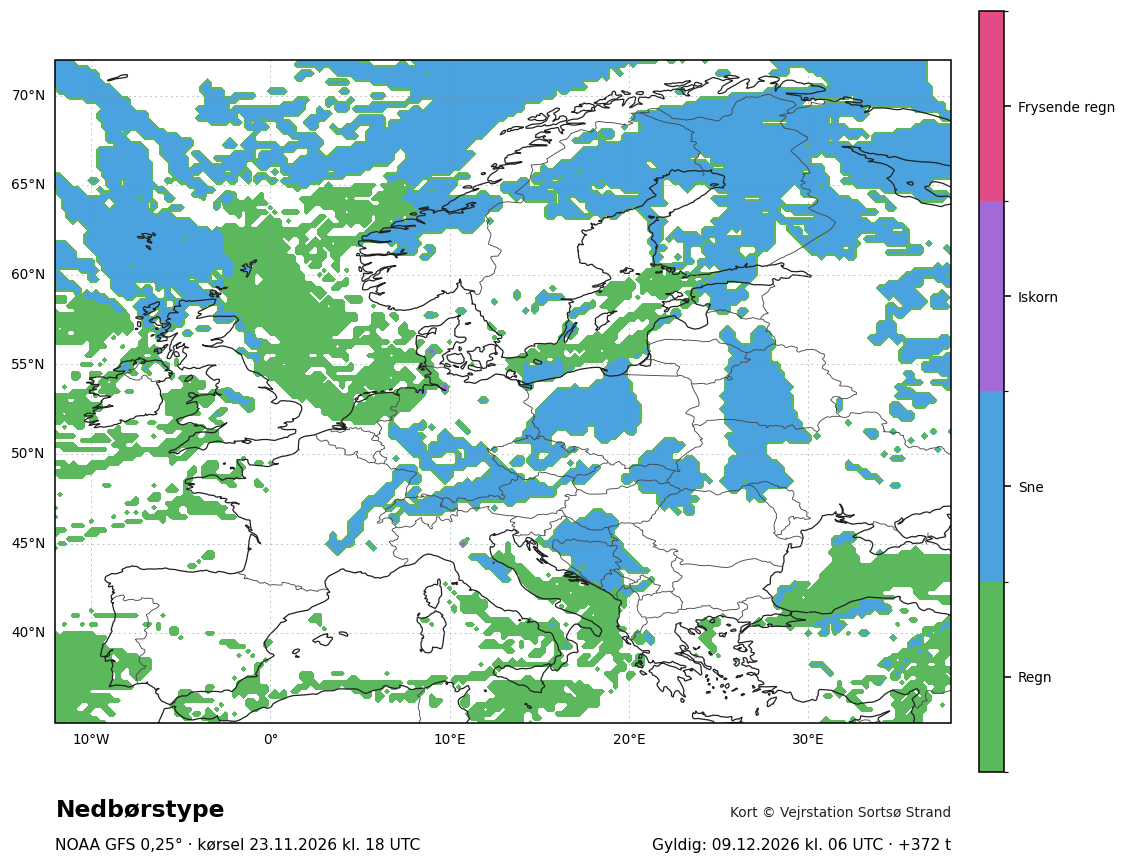 70°N
65°N
60°N
55°N
50°N
45°N
40°N
10°W
0°
10°E
20°E
30°E
Frysende regn
Iskorn
Sne
Regn
Nedbørstype
Kort © Vejrstation Sortsø Strand
NOAA GFS 0,25° · kørsel 23.11.2026 kl. 18 UTC
Gyldig: 09.12.2026 kl. 06 UTC · +372 t